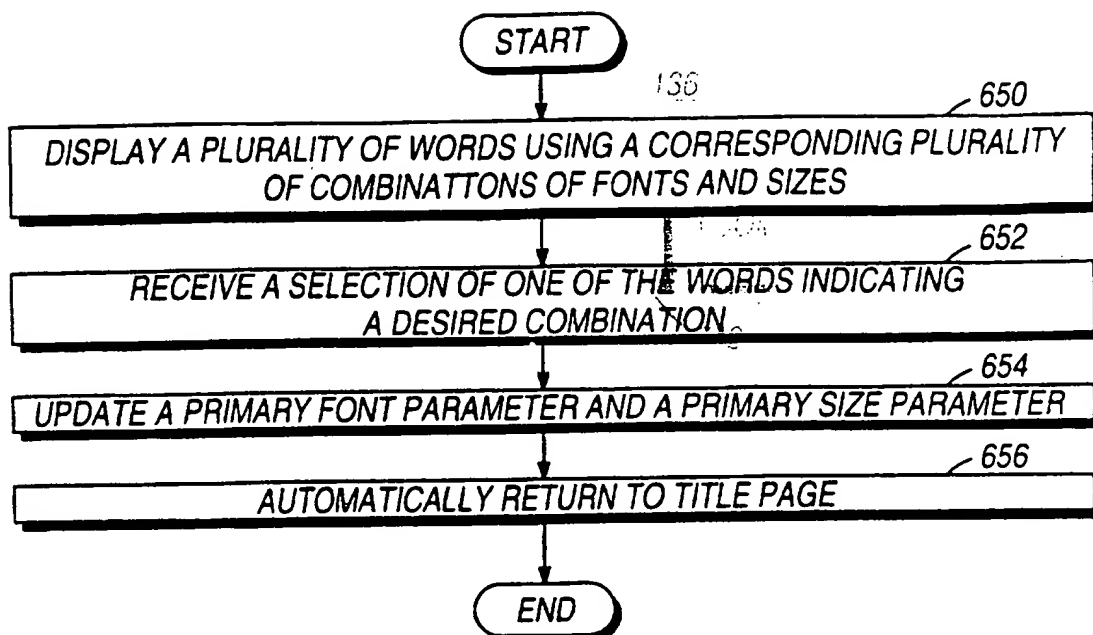 START
136
650
DISPLAY A PLURALITY OF WORDS USING A CORRESPONDING PLURALITY
OF COMBINATTONS OF FONTS AND SIZES
652
RECEIVE A SELECTION OF ONE OF THE WORDS INDICATING
A DESIRED COMBINATION
654
UPDATE A PRIMARY FONT PARAMETER AND A PRIMARY SIZE PARAMETER
656
AUTOMATICALLY RETURN TO TITLE PAGE
END